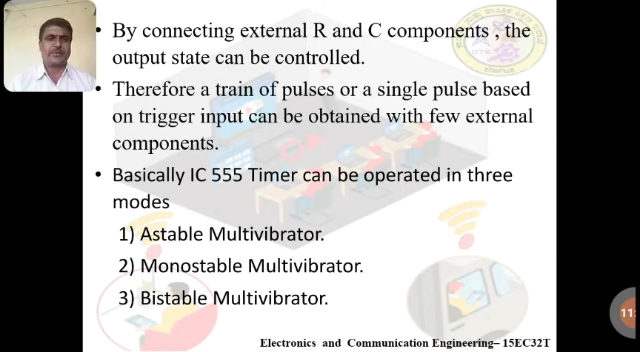 • By connecting external R and C components , the
output state can be controlled.
• Therefore a train of pulses or a single pulse based
on trigger input can be obtained with few external
components.
• Basically IC 555 Timer can be operated in three
modes
1) Astable Multivibrator.
2) Monostable Multivibrator.
3) Bistable Multivibrator.
Electronics and Communication Engineering– 15EC32T